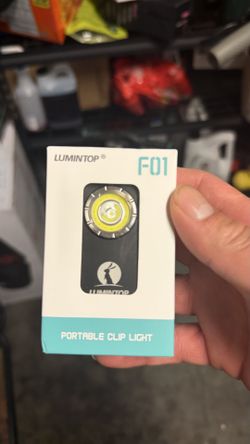 LUMINTOP®
F01
LUMINTOP
PORTABLE CLIP LIGHT